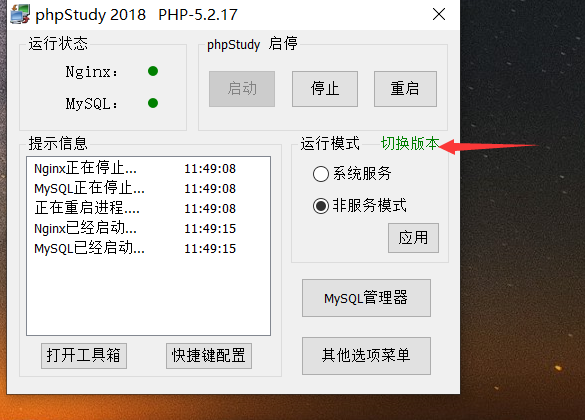 phpStudy 2018 PHP-5.2.17
运行状态
Nginx:
MySQL:
phpStudy 启停
启动 停止 重启
提示信息
Nginx正在停止... 11:49:08
MySQL正在停止... 11:49:08
正在重启进程.... 11:49:08
Nginx已经启动... 11:49:15
MySQL已经启动... 11:49:15
打开工具箱 快捷键配置
运行模式 切换版本
系统服务
非服务模式
应用
MySQL管理器
其他选项菜单